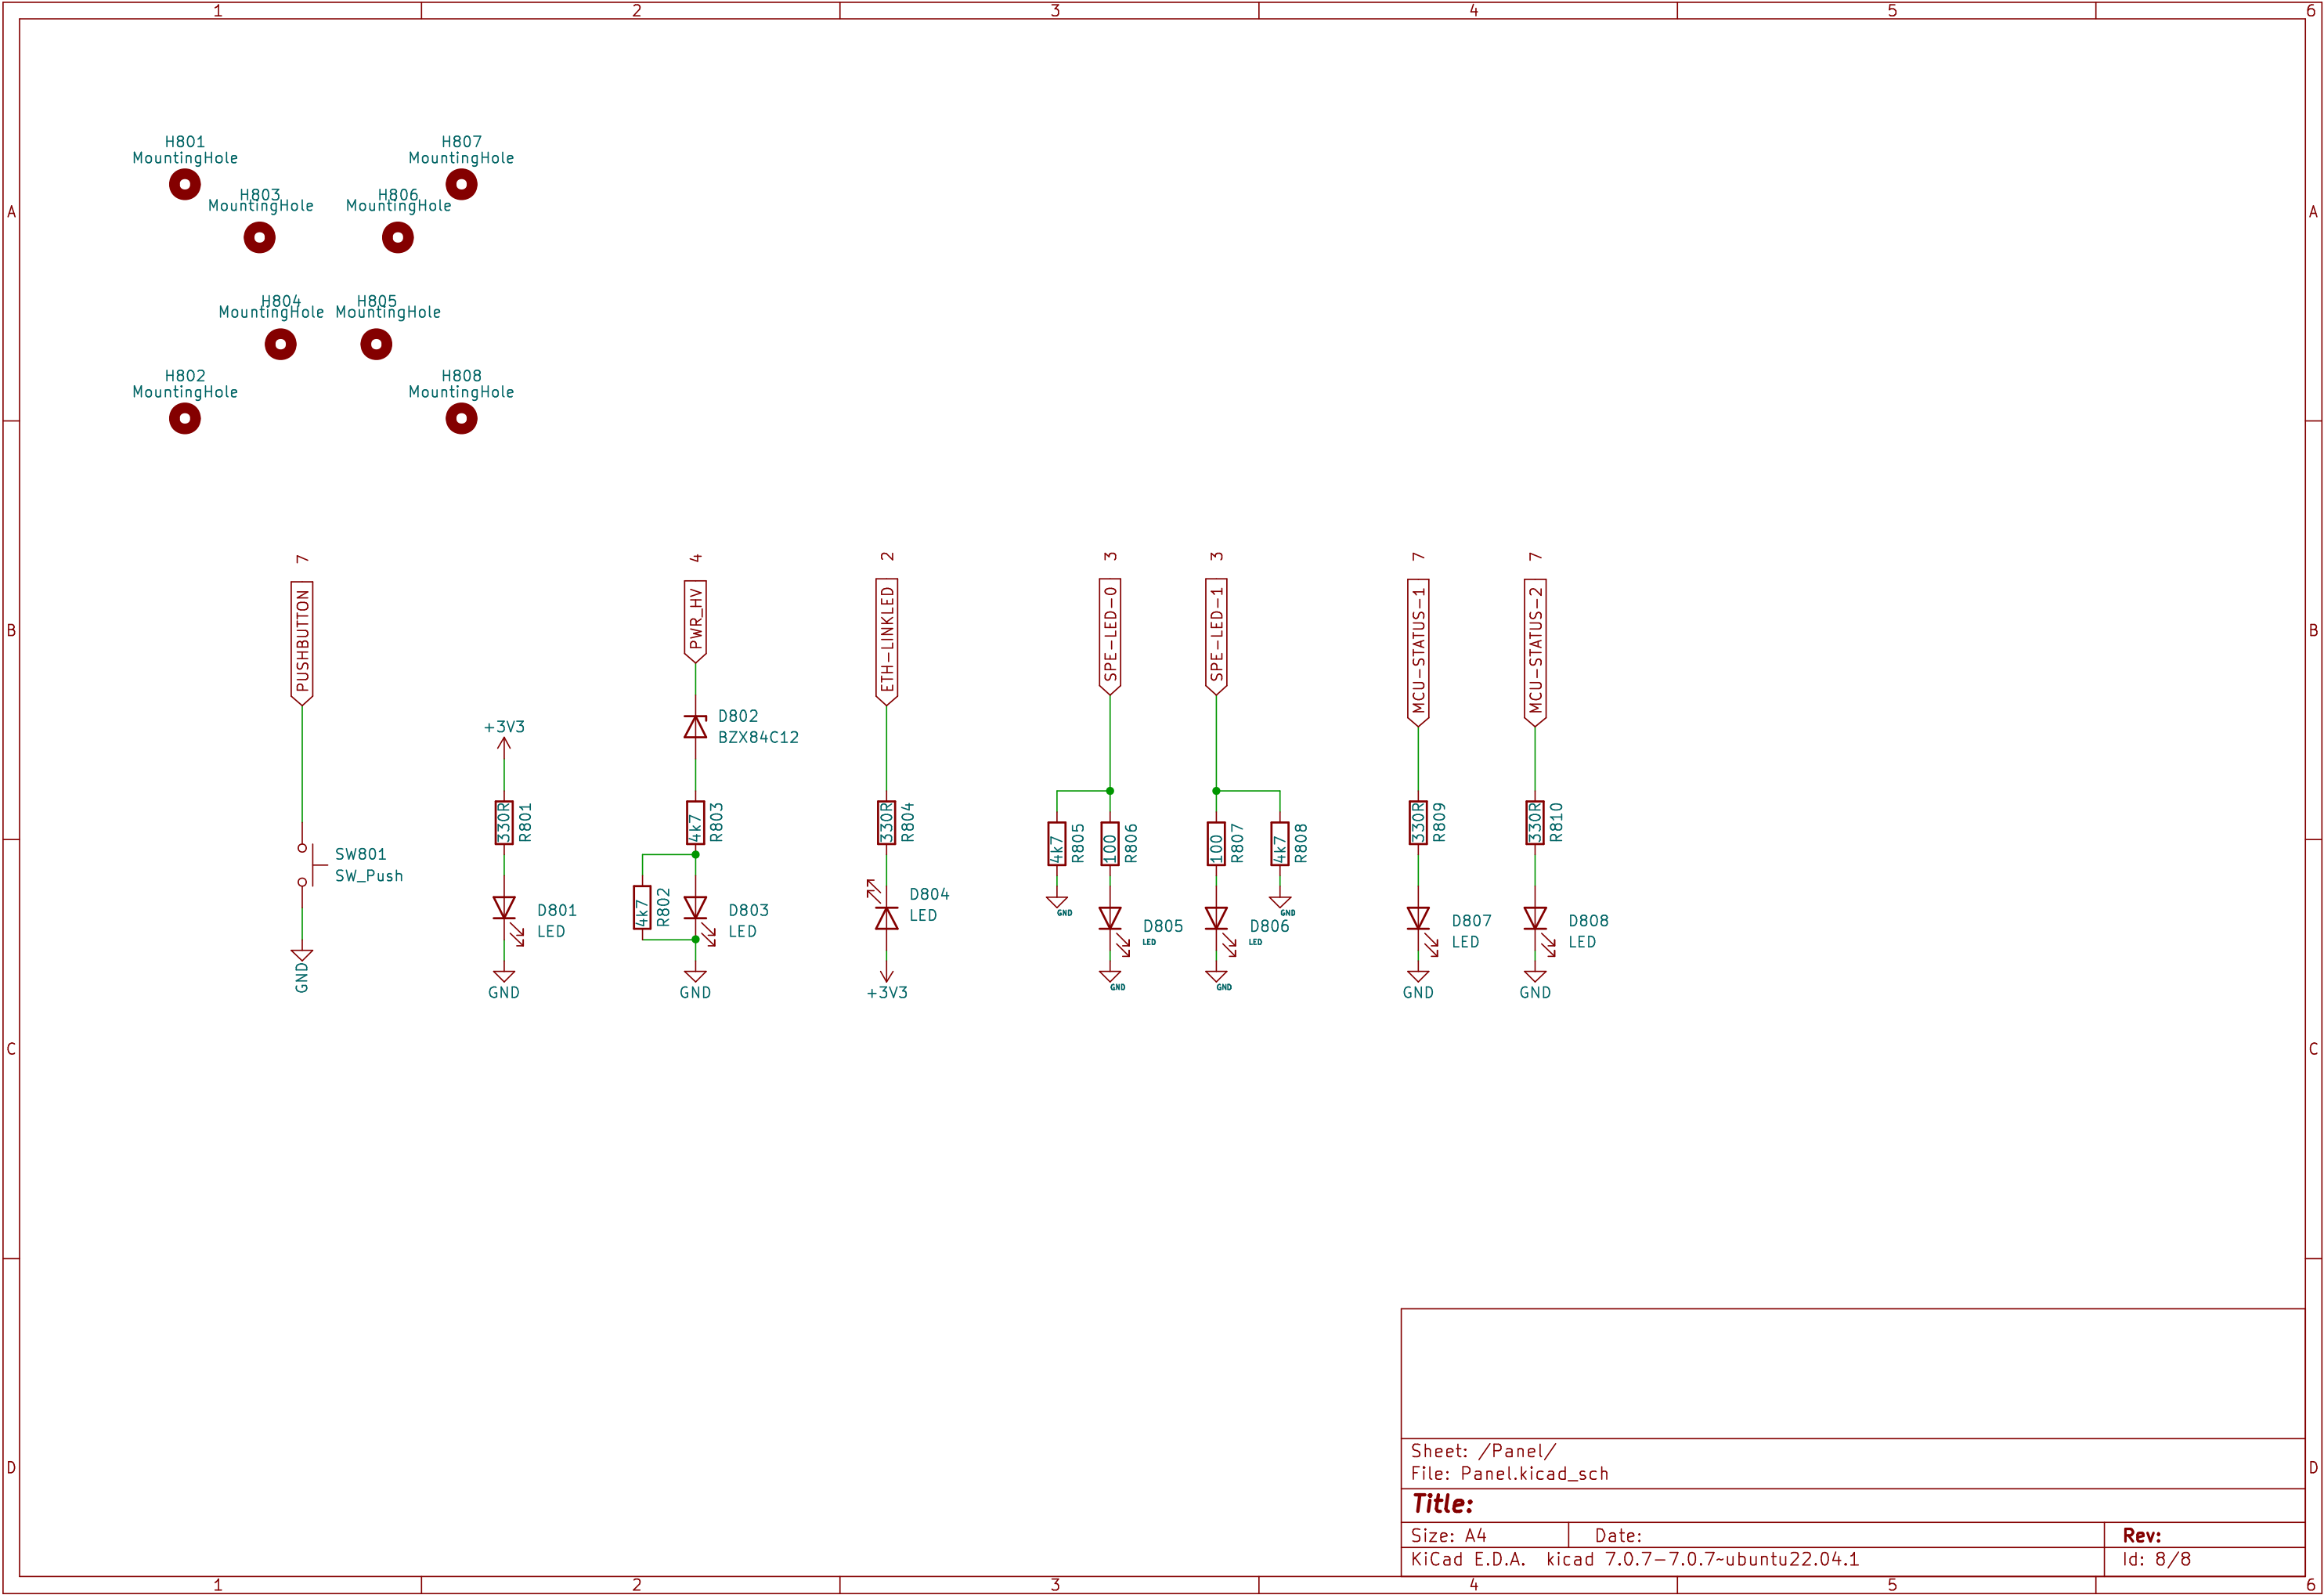 1 2 3 4 5 6
H801
MountingHole
H807
MountingHole
H803
MountingHole
H806
MountingHole
A A
H804
MountingHole
H805
MountingHole
H802
MountingHole
H808
MountingHole
7 4 2 3 3 7 7
B B
PUSHBUTTON
PWR_HV
ETH-LINKLED
SPE-LED-0
SPE-LED-1
MCU-STATUS-1
MCU-STATUS-2
SW801
SW_Push
GND
+3V3
330R
R801
D801
LED
GND
D802
BZX84C12
4k7
R803
4k7
R802
D803
LED
GND
330R
R804
D804
LED
+3V3
4k7
R805
GND
100
R806
D805
LED
GND
100
R807
D806
LED
GND
4k7
R808
GND
330R
R809
D807
LED
GND
330R
R810
D808
LED
GND
C C
D D
Sheet: /Panel/
File: Panel.kicad_sch
Title:
Size: A4 Date: Rev:
KiCad E.D.A. kicad 7.0.7-7.0.7~ubuntu22.04.1 Id: 8/8
1 2 3 4 5 6